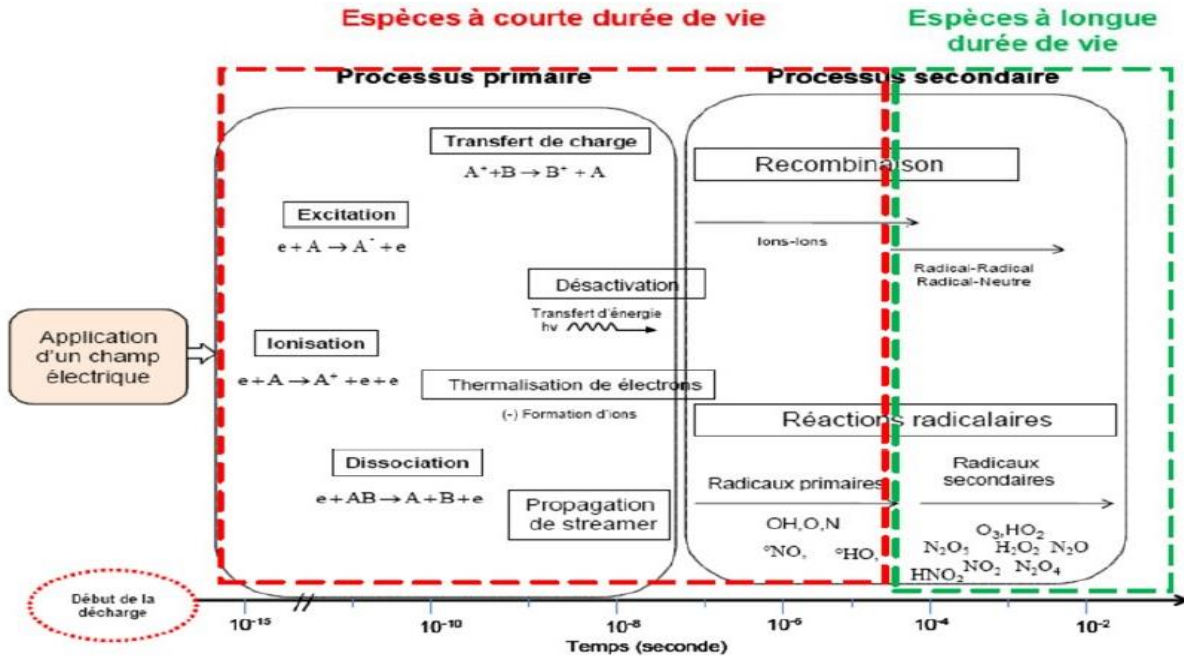 Espèces à courte durée de vie
Espèces à longue
durée de vie
Processus primaire
Processus secondaire
Transfert de charge
A⁺+B → B⁺ + A
Recombinaison
Excitation
e + A → A⁻ + e
Ions-Ions
Radical-Radical
Radical-Neutre
Désactivation
Transfert d'énergie
hv
Application
d'un champ
électrique
Ionisation
e + A → A⁺ + e + e
Thermalisation de électrons
(-) Formation d'ions
Réactions radicalaires
Dissociation
e + AB → A + B + e
Radicaux primaires
Radicaux
secondaires
Propagation
de streamer
OH,O,N
°NO, °HO,
O₃,HO₂
N₂O₅ H₂O₂ N₂O
HNO₂ NO₂ N₂O₄
Début de la
décharge
10⁻¹⁵ 10⁻¹⁰ 10⁻⁸ 10⁻⁶ 10⁻⁴ 10⁻²
Temps (seconde)